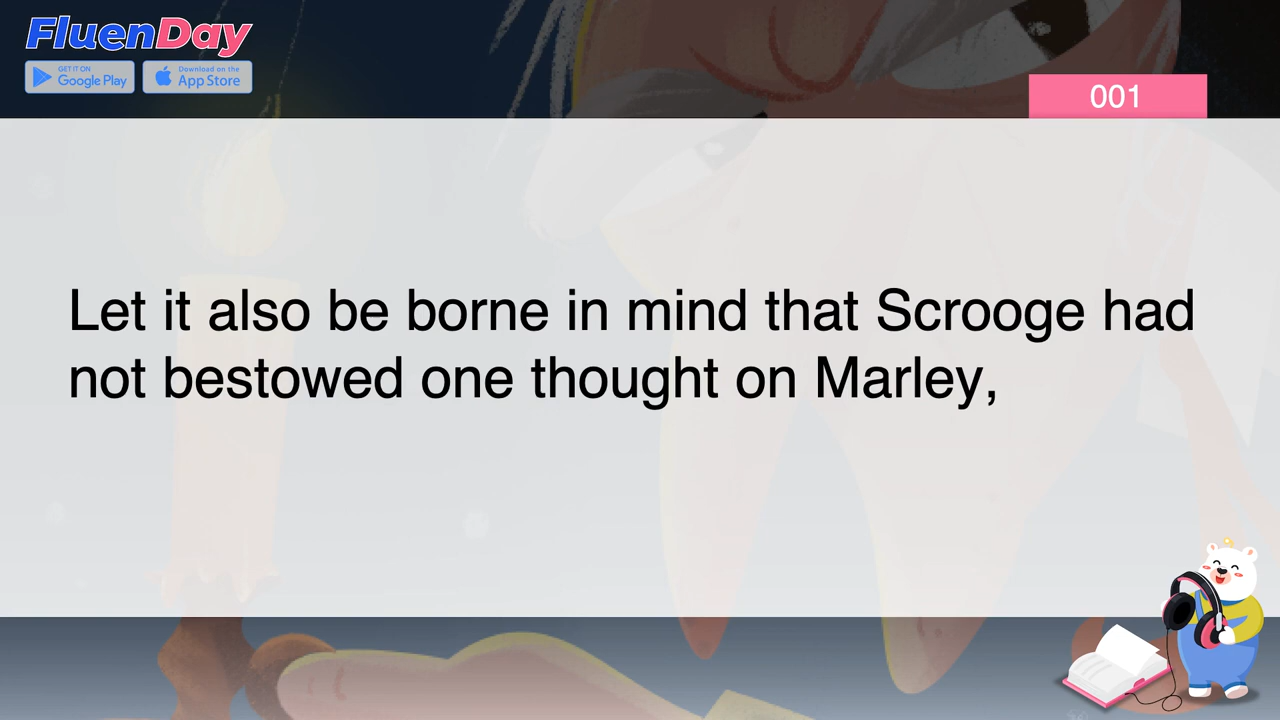 FluenDay
GET IT ON
Google Play
Download on the
App Store
001
Let it also be borne in mind that Scrooge had
not bestowed one thought on Marley,